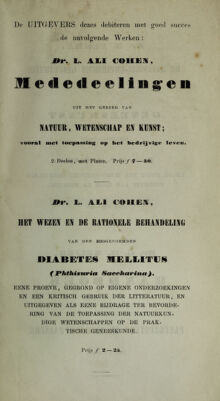 De UITGEVERS dezes debiteren met goed succes
de navolgende Werken:
Dr. L. ALI COHEN,
Mededeelingen
UIT HET GEBIED VAN
NATUUR, WETENSCHAP EN KUNST;
vooral met toepassing op het bedrijvige leven.
2 Deelen, met Platen. Prijs f 7—80.
Dr. L. ALI COHEN,
HET WEZEN EN DE RATIONELE BEHANDELING
VAN DEN ZOOGENOEMDEN
DIABETES MELLITUS
(Phthisuria Saccharina).
EENE PROEVE, GEGROND OP EIGENE ONDERZOEKINGEN
EN EEN KRITISCH GEBRUIK DER LITTERATUUR, EN
UITGEGEVEN ALS EENE BIJDRAGE TER BEVORDE-
RING VAN DE TOEPASSING DER NATUURKUN-
DIGE WETENSCHAPPEN OP DE PRAK-
TISCHE GENEESKUNDE.
Prijs f 2—25.